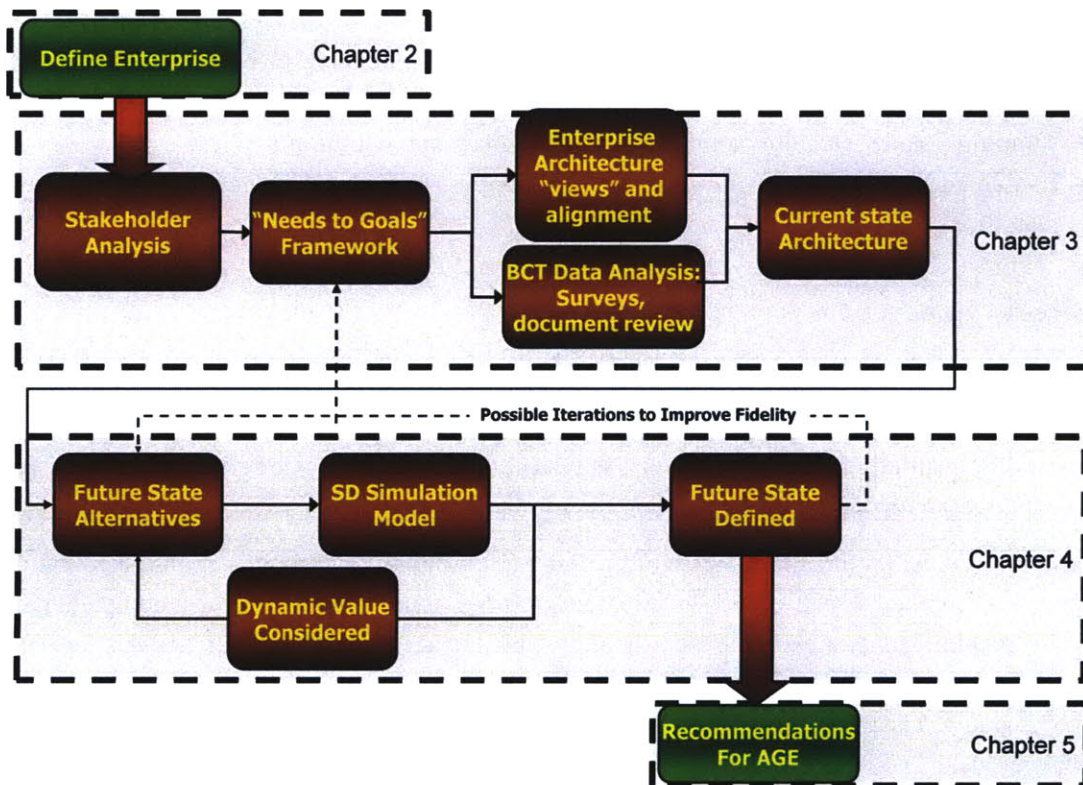 Define Enterprise
Chapter 2
Stakeholder
Analysis
"Needs to Goals"
Framework
Enterprise
Architecture
"views" and
alignment
BCT Data Analysis:
Surveys,
document review
Current state
Architecture
Chapter 3
Possible Iterations to Improve Fidelity
Future State
Alternatives
SD Simulation
Model
Future State
Defined
Dynamic Value
Considered
Chapter 4
Recommendations
For AGE
Chapter 5